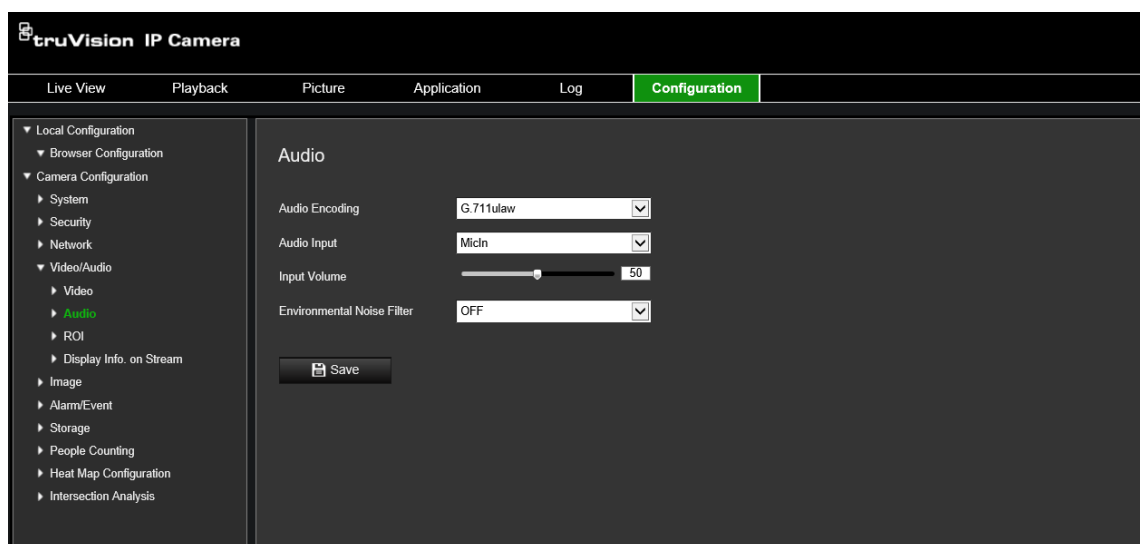 truVision IP Camera
Live View Playback Picture Application Log Configuration
Local Configuration
Browser Configuration
Camera Configuration
System
Security
Network
Video/Audio
Video
Audio
ROI
Display Info. on Stream
Image
Alarm/Event
Storage
People Counting
Heat Map Configuration
Intersection Analysis
Audio
Audio Encoding G.711ulaw
Audio Input MicIn
Input Volume 50
Environmental Noise Filter OFF
Save